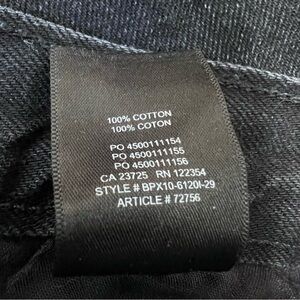 100% COTTON
100% COTON
PO 4500111154
PO 4500111155
PO 4500111156
CA 23725 RN 122354
STYLE # BPX10-6120I-29
ARTICLE # 72756